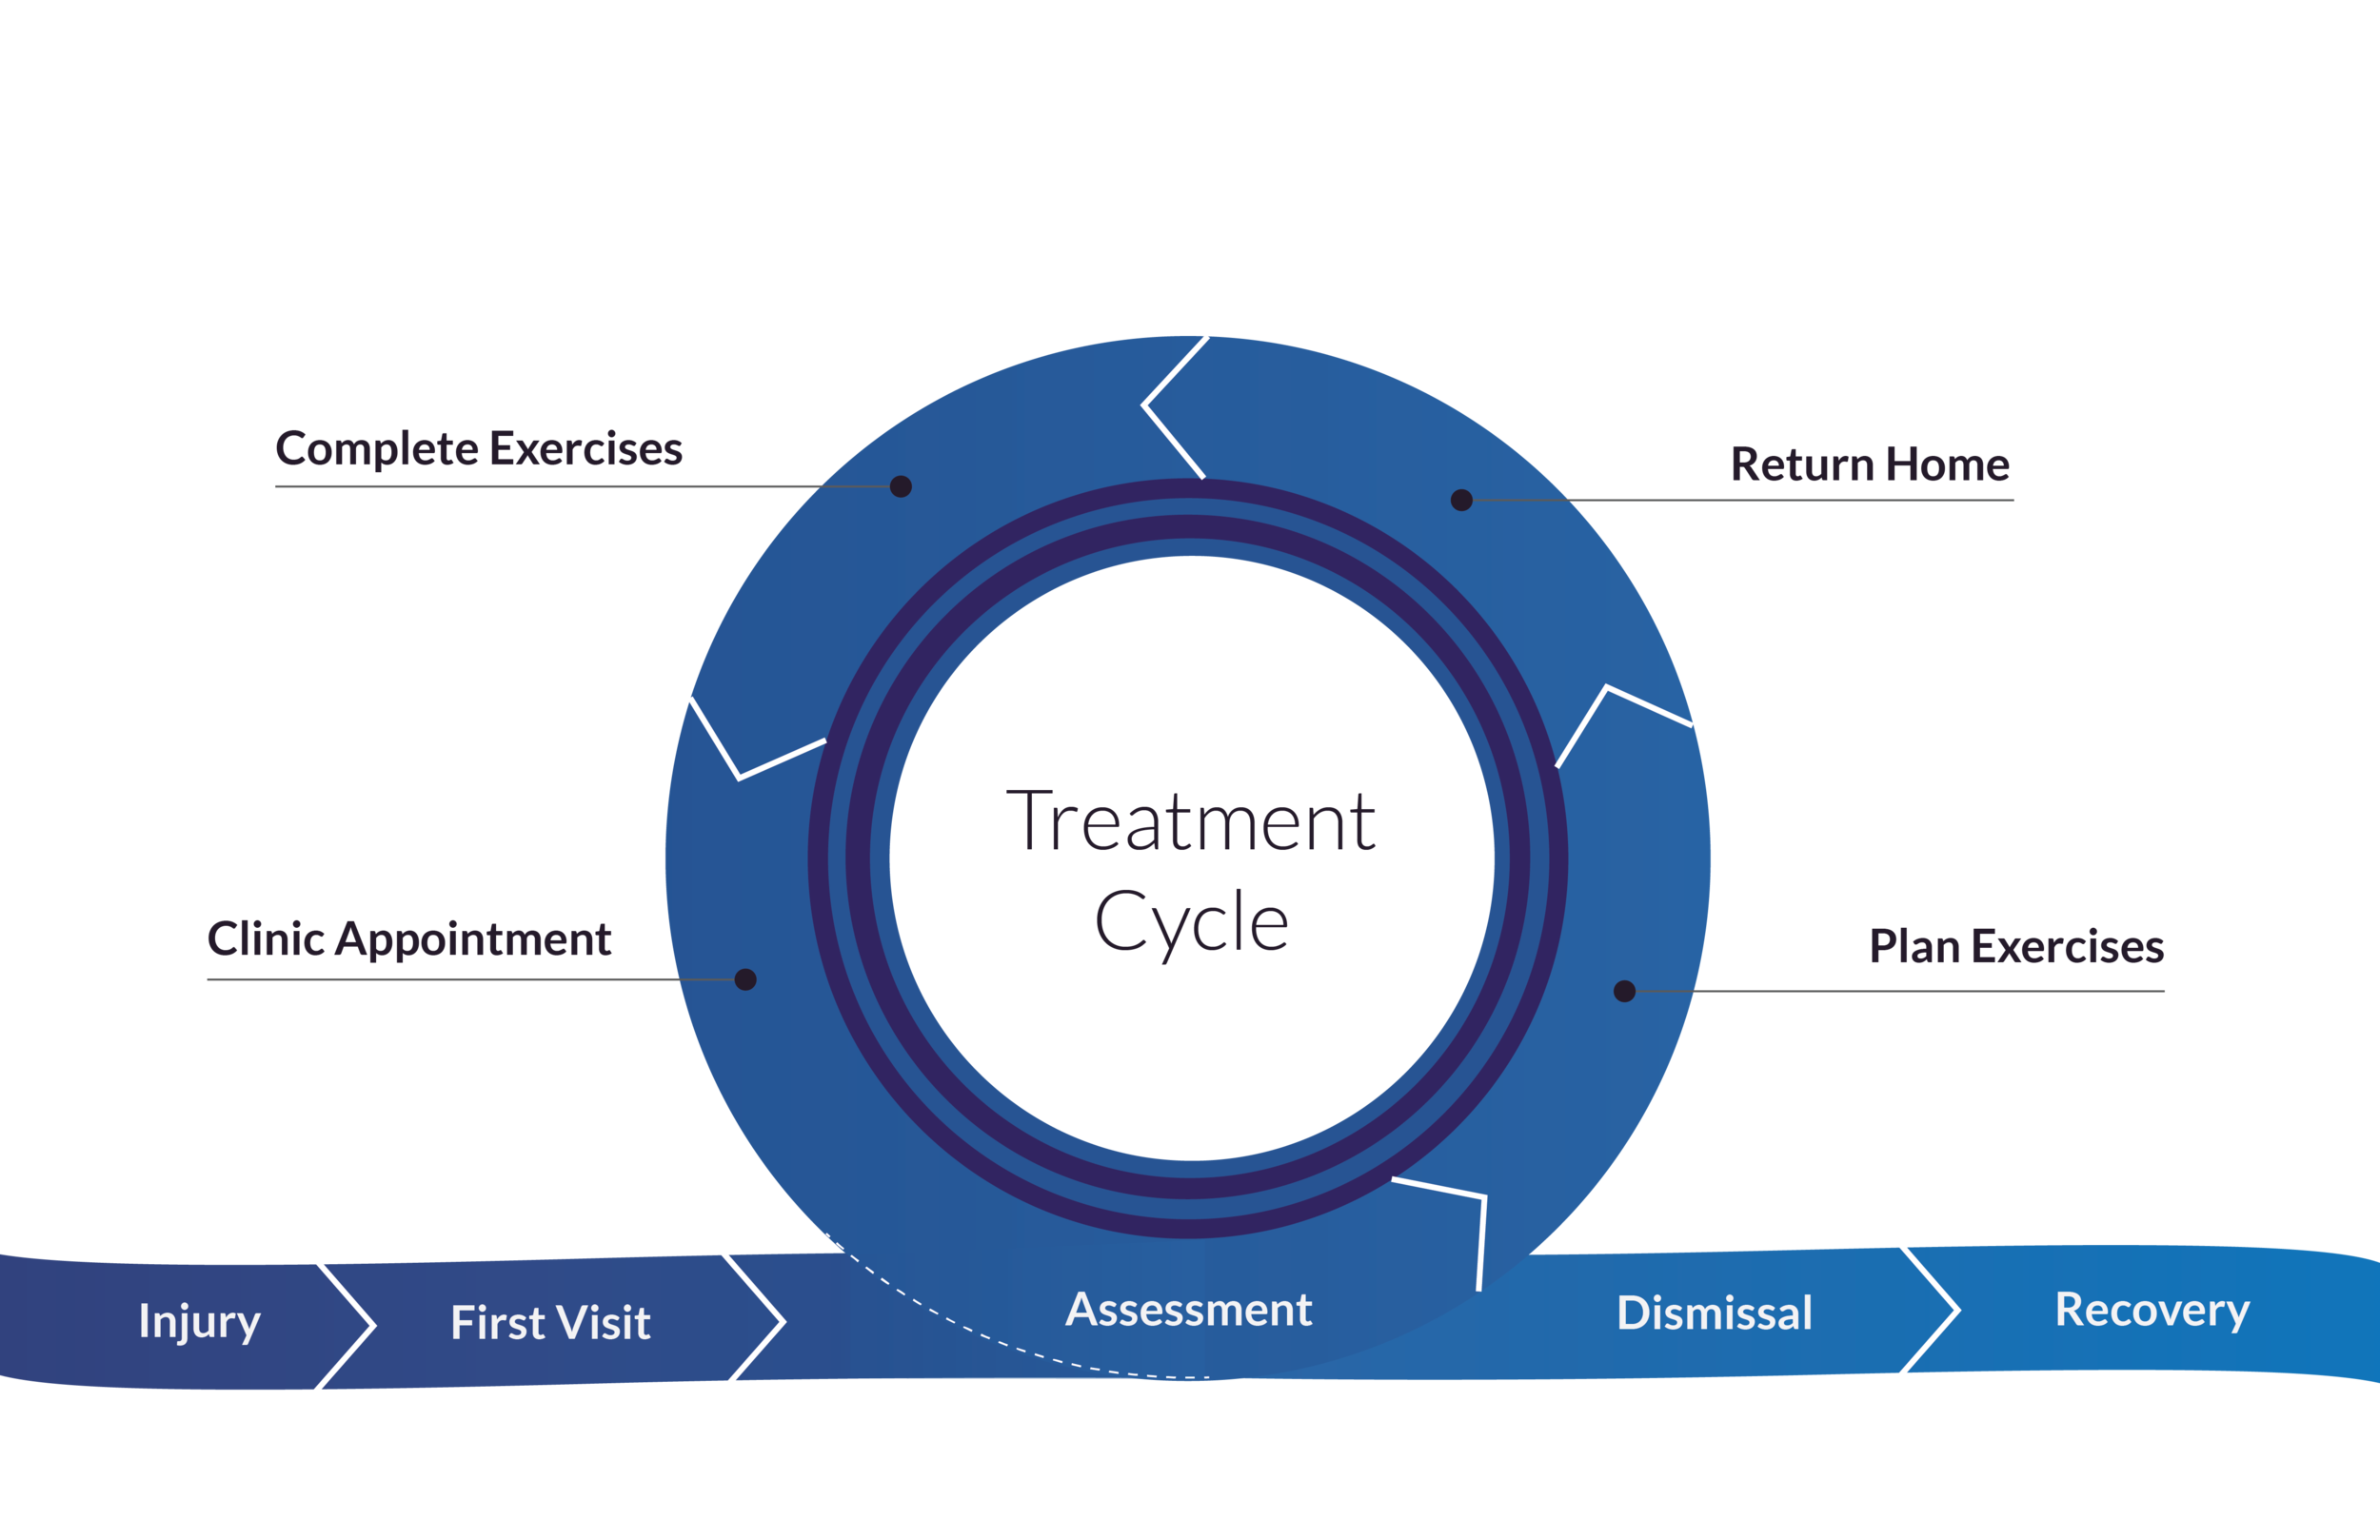 Complete Exercises
Return Home
Treatment
Cycle
Clinic Appointment
Plan Exercises
Injury
First Visit
Assessment
Dismissal
Recovery